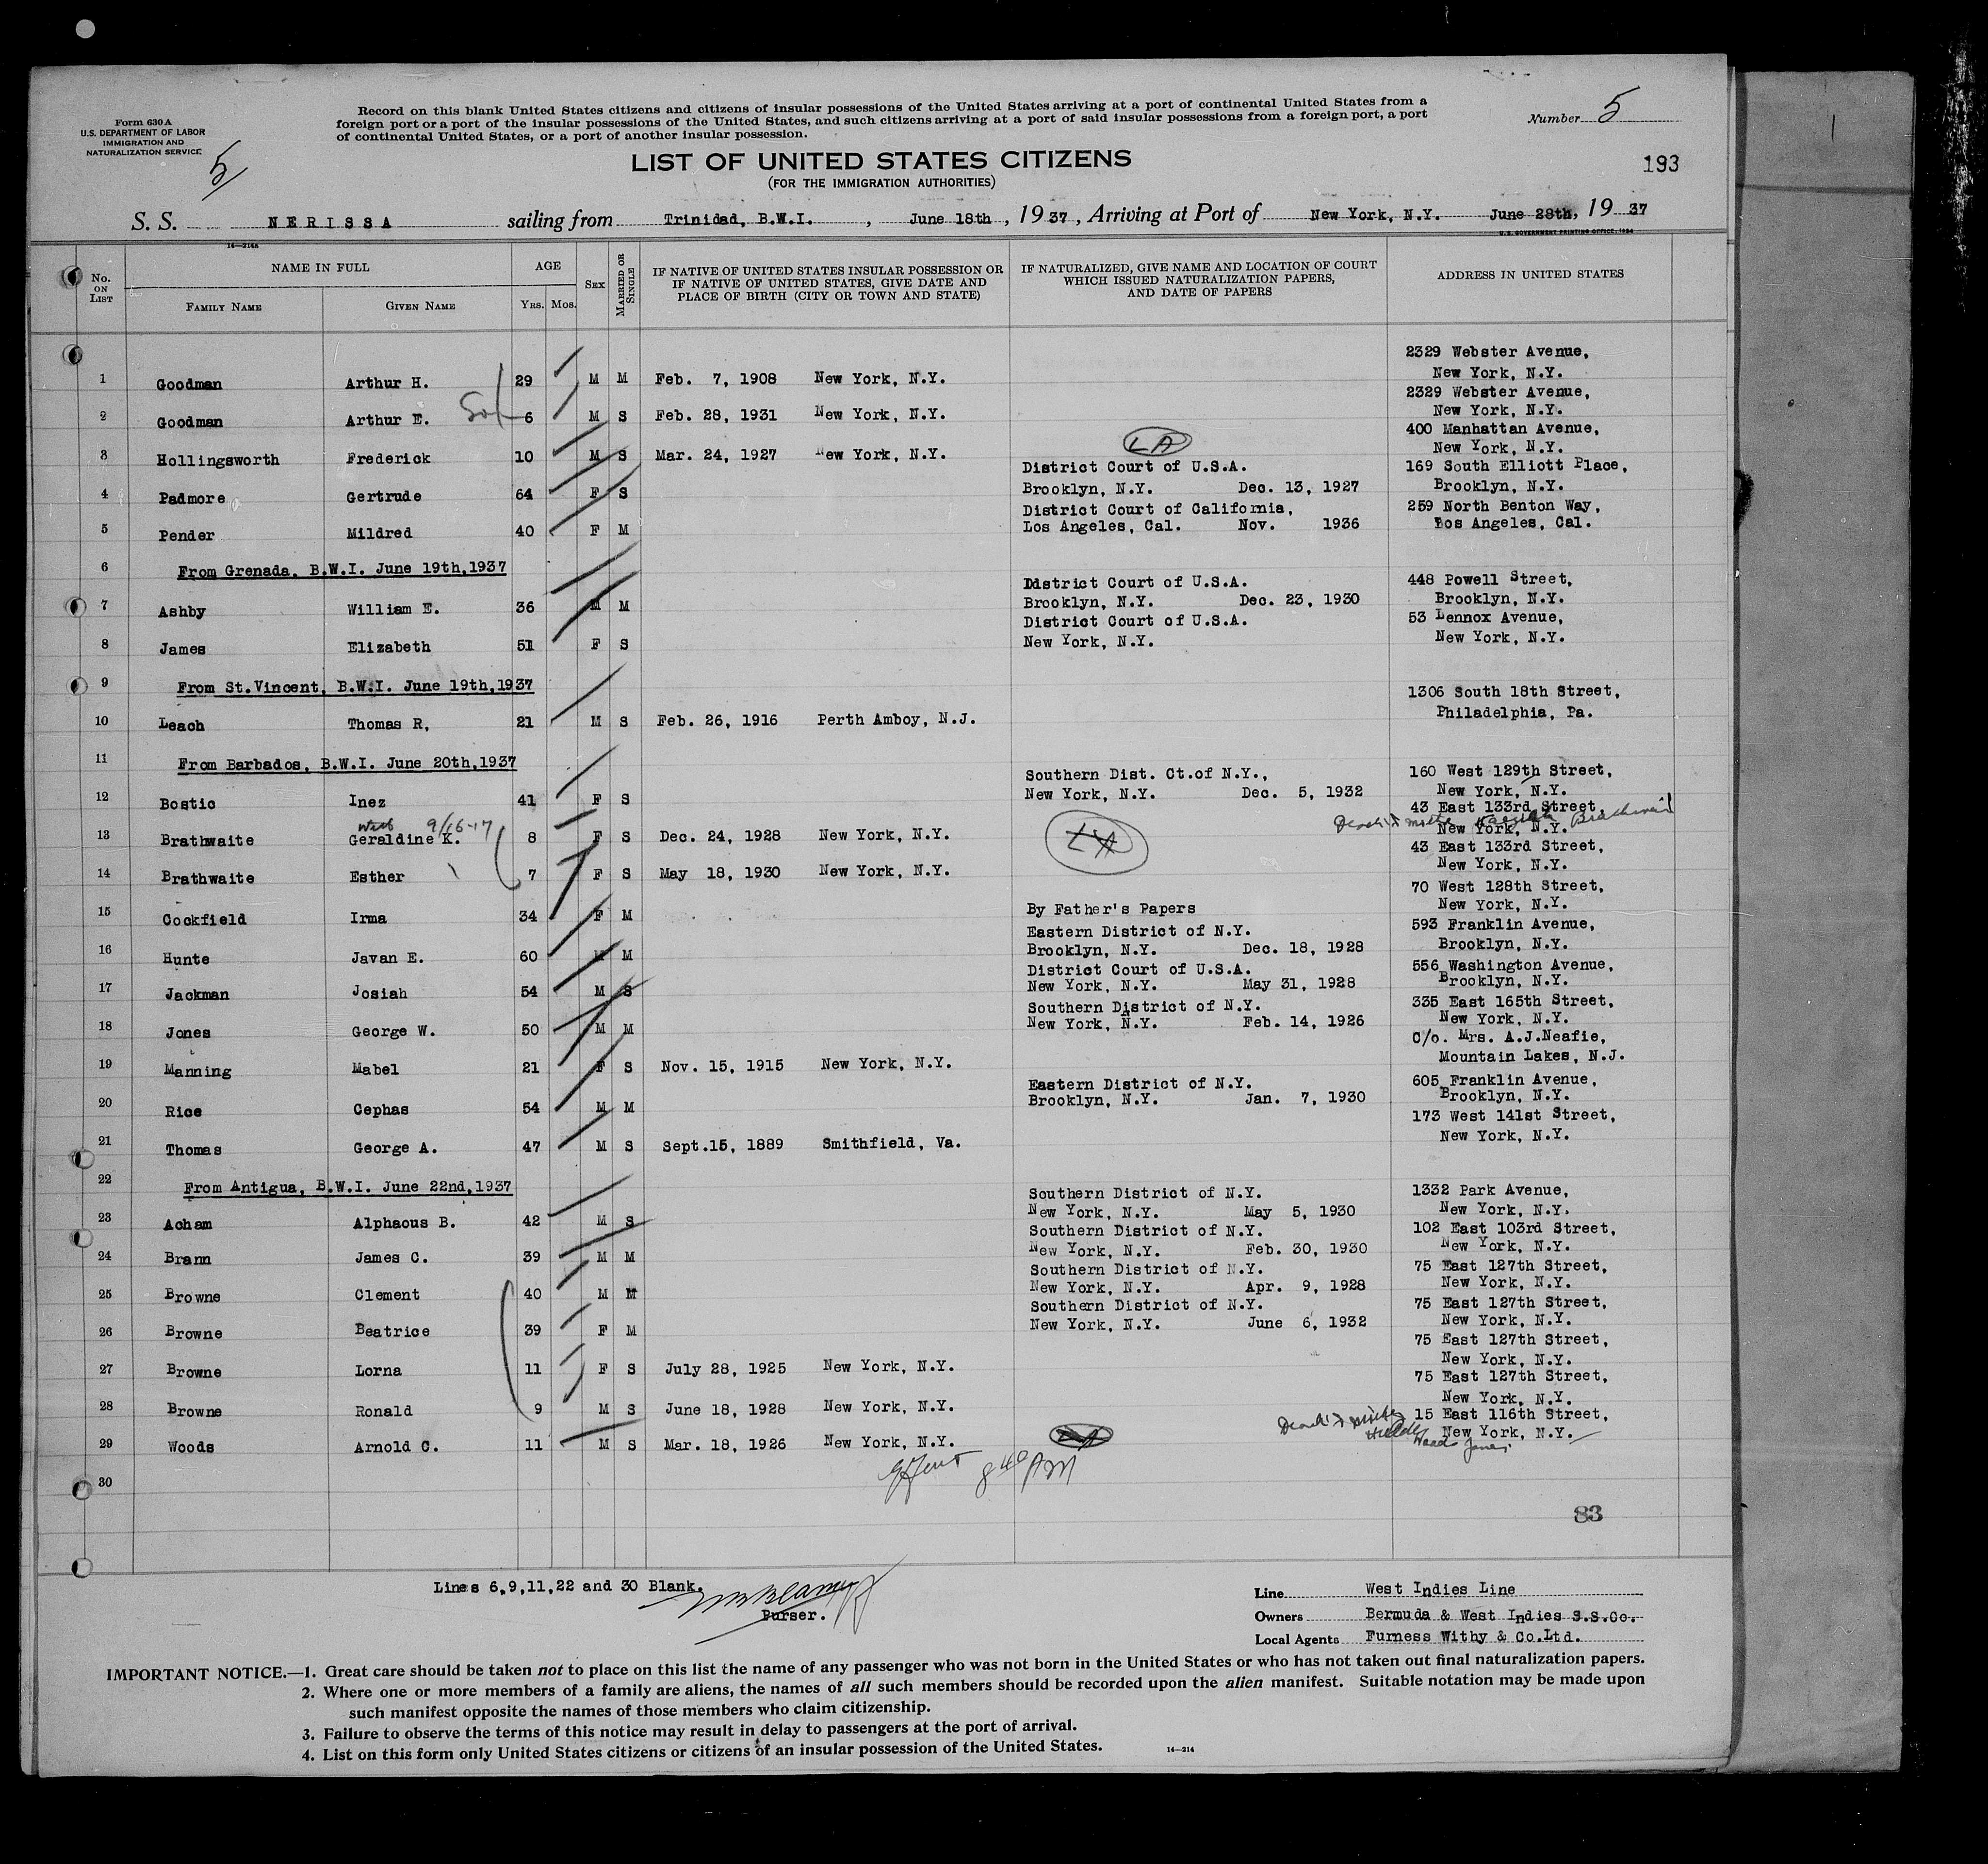 Form 630 A
U.S. DEPARTMENT OF LABOR
IMMIGRATION AND
NATURALIZATION SERVICE
5
Record on this blank United States citizens and citizens of insular possessions of the United States arriving at a port of continental United States from a
foreign port or a port of the insular possessions of the United States, and such citizens arriving at a port of said insular possessions from a foreign port, a port
of continental United States, or a port of another insular possession.
Number 5
LIST OF UNITED STATES CITIZENS
(FOR THE IMMIGRATION AUTHORITIES)
193
S. S. NERISSA sailing from Trinidad, B.W.I. , June 18th , 19 37 , Arriving at Port of New York, N.Y. June 28th, 19 37
16—214A
U.S. GOVERNMENT PRINTING OFFICE: 1934
No. ON LIST
NAME IN FULL
FAMILY NAME GIVEN NAME
AGE
YRS. MOS.
SEX
MARRIED OR SINGLE
IF NATIVE OF UNITED STATES INSULAR POSSESSION OR
IF NATIVE OF UNITED STATES, GIVE DATE AND
PLACE OF BIRTH (CITY OR TOWN AND STATE)
IF NATURALIZED, GIVE NAME AND LOCATION OF COURT
WHICH ISSUED NATURALIZATION PAPERS,
AND DATE OF PAPERS
ADDRESS IN UNITED STATES
2329 Webster Avenue,
1 Goodman Arthur H. 29 M M Feb. 7, 1908 New York, N.Y. New York, N.Y.
2329 Webster Avenue,
2 Goodman Arthur E. Son 6 M S Feb. 28, 1931 New York, N.Y. New York, N.Y.
LA 400 Manhattan Avenue,
3 Hollingsworth Frederick 10 M S Mar. 24, 1927 New York, N.Y. New York, N.Y.
District Court of U.S.A. 169 South Elliott Place,
4 Padmore Gertrude 64 F S Brooklyn, N.Y. Dec. 13, 1927 Brooklyn, N.Y.
District Court of California, 259 North Benton Way,
5 Pender Mildred 40 F M Los Angeles, Cal. Nov. 1936 Los Angeles, Cal.
6 From Grenada, B.W.I. June 19th,1937
District Court of U.S.A. 448 Powell Street,
7 Ashby William E. 36 M M Brooklyn, N.Y. Dec. 23, 1930 Brooklyn, N.Y.
District Court of U.S.A. 53 Lennox Avenue,
8 James Elizabeth 51 F S New York, N.Y. New York, N.Y.
9 From St.Vincent, B.W.I. June 19th,1937
1306 South 18th Street,
10 Leach Thomas R, 21 M S Feb. 26, 1916 Perth Amboy, N.J. Philadelphia, Pa.
11 From Barbados, B.W.I. June 20th,1937
Southern Dist. Ct.of N.Y., 160 West 129th Street,
12 Bostic Inez 41 F S New York, N.Y. Dec. 5, 1932 New York, N.Y.
9/16-17 43 East 133rd Street,
13 Brathwaite Geraldine K. 8 F S Dec. 24, 1928 New York, N.Y. New York, N.Y.
43 East 133rd Street,
14 Brathwaite Esther 7 F S May 18, 1930 New York, N.Y. New York, N.Y.
70 West 128th Street,
15 Cockfield Irma 34 F M By Father's Papers New York, N.Y.
Eastern District of N.Y. 593 Franklin Avenue,
16 Hunte Javan E. 60 M M Brooklyn, N.Y. Dec. 18, 1928 Brooklyn, N.Y.
District Court of U.S.A. 556 Washington Avenue,
17 Jackman Josiah 54 M S New York, N.Y. May 31, 1928 Brooklyn, N.Y.
Southern District of N.Y. 335 East 165th Street,
18 Jones George W. 50 M M New York, N.Y. Feb. 14, 1926 New York, N.Y.
c/o. Mrs. A.J.Neafie,
19 Manning Mabel 21 F S Nov. 15, 1915 New York, N.Y. Mountain Lakes, N.J.
Eastern District of N.Y. 605 Franklin Avenue,
20 Rice Cephas 54 M M Brooklyn, N.Y. Jan. 7, 1930 Brooklyn, N.Y.
173 West 141st Street,
21 Thomas George A. 47 M S Sept.15, 1889 Smithfield, Va. New York, N.Y.
22 From Antigua, B.W.I. June 22nd,1937
Southern District of N.Y. 1332 Park Avenue,
23 Acham Alphaous B. 42 M S New York, N.Y. May 5, 1930 New York, N.Y.
Southern District of N.Y. 102 East 103rd Street,
24 Brann James C. 39 M M New York, N.Y. Feb. 30, 1930 New York, N.Y.
Southern District of N.Y. 75 East 127th Street,
25 Browne Clement 40 M M New York, N.Y. Apr. 9, 1928 New York, N.Y.
Southern District of N.Y. 75 East 127th Street,
26 Browne Beatrice 39 F M New York, N.Y. June 6, 1932 New York, N.Y.
75 East 127th Street,
27 Browne Lorna 11 F S July 28, 1925 New York, N.Y. New York, N.Y.
75 East 127th Street,
28 Browne Ronald 9 M S June 18, 1928 New York, N.Y. New York, N.Y.
15 East 116th Street,
29 Woods Arnold C. 11 M S Mar. 18, 1926 New York, N.Y. New York, N.Y.
8 40 PM
30
83
Lines 6,9,11,22 and 30 Blank.
Purser.
Line West Indies Line
Owners Bermuda & West Indies S.S.Co.
Local Agents Furness Withy & Co.Ltd.
IMPORTANT NOTICE.—1. Great care should be taken not to place on this list the name of any passenger who was not born in the United States or who has not taken out final naturalization papers.
2. Where one or more members of a family are aliens, the names of all such members should be recorded upon the alien manifest. Suitable notation may be made upon
such manifest opposite the names of those members who claim citizenship.
3. Failure to observe the terms of this notice may result in delay to passengers at the port of arrival.
4. List on this form only United States citizens or citizens of an insular possession of the United States.
14—214